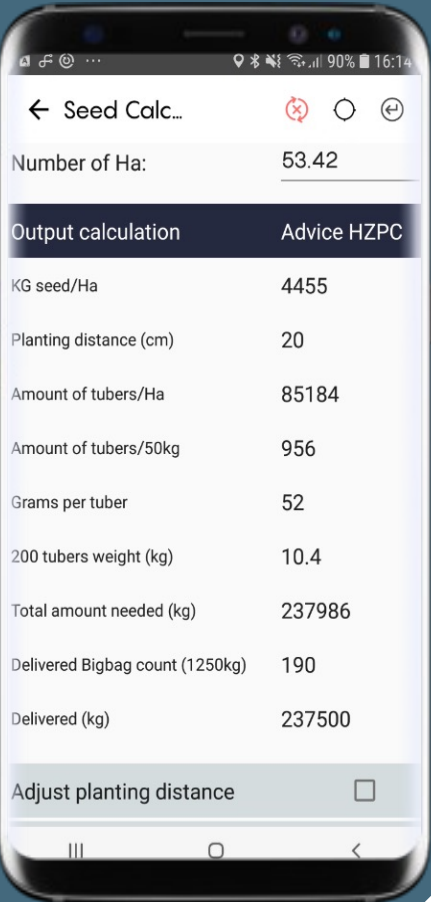 90% 16:14
Seed Calc...
Number of Ha: 53.42
Output calculation Advice HZPC
KG seed/Ha 4455
Planting distance (cm) 20
Amount of tubers/Ha 85184
Amount of tubers/50kg 956
Grams per tuber 52
200 tubers weight (kg) 10.4
Total amount needed (kg) 237986
Delivered Bigbag count (1250kg) 190
Delivered (kg) 237500
Adjust planting distance